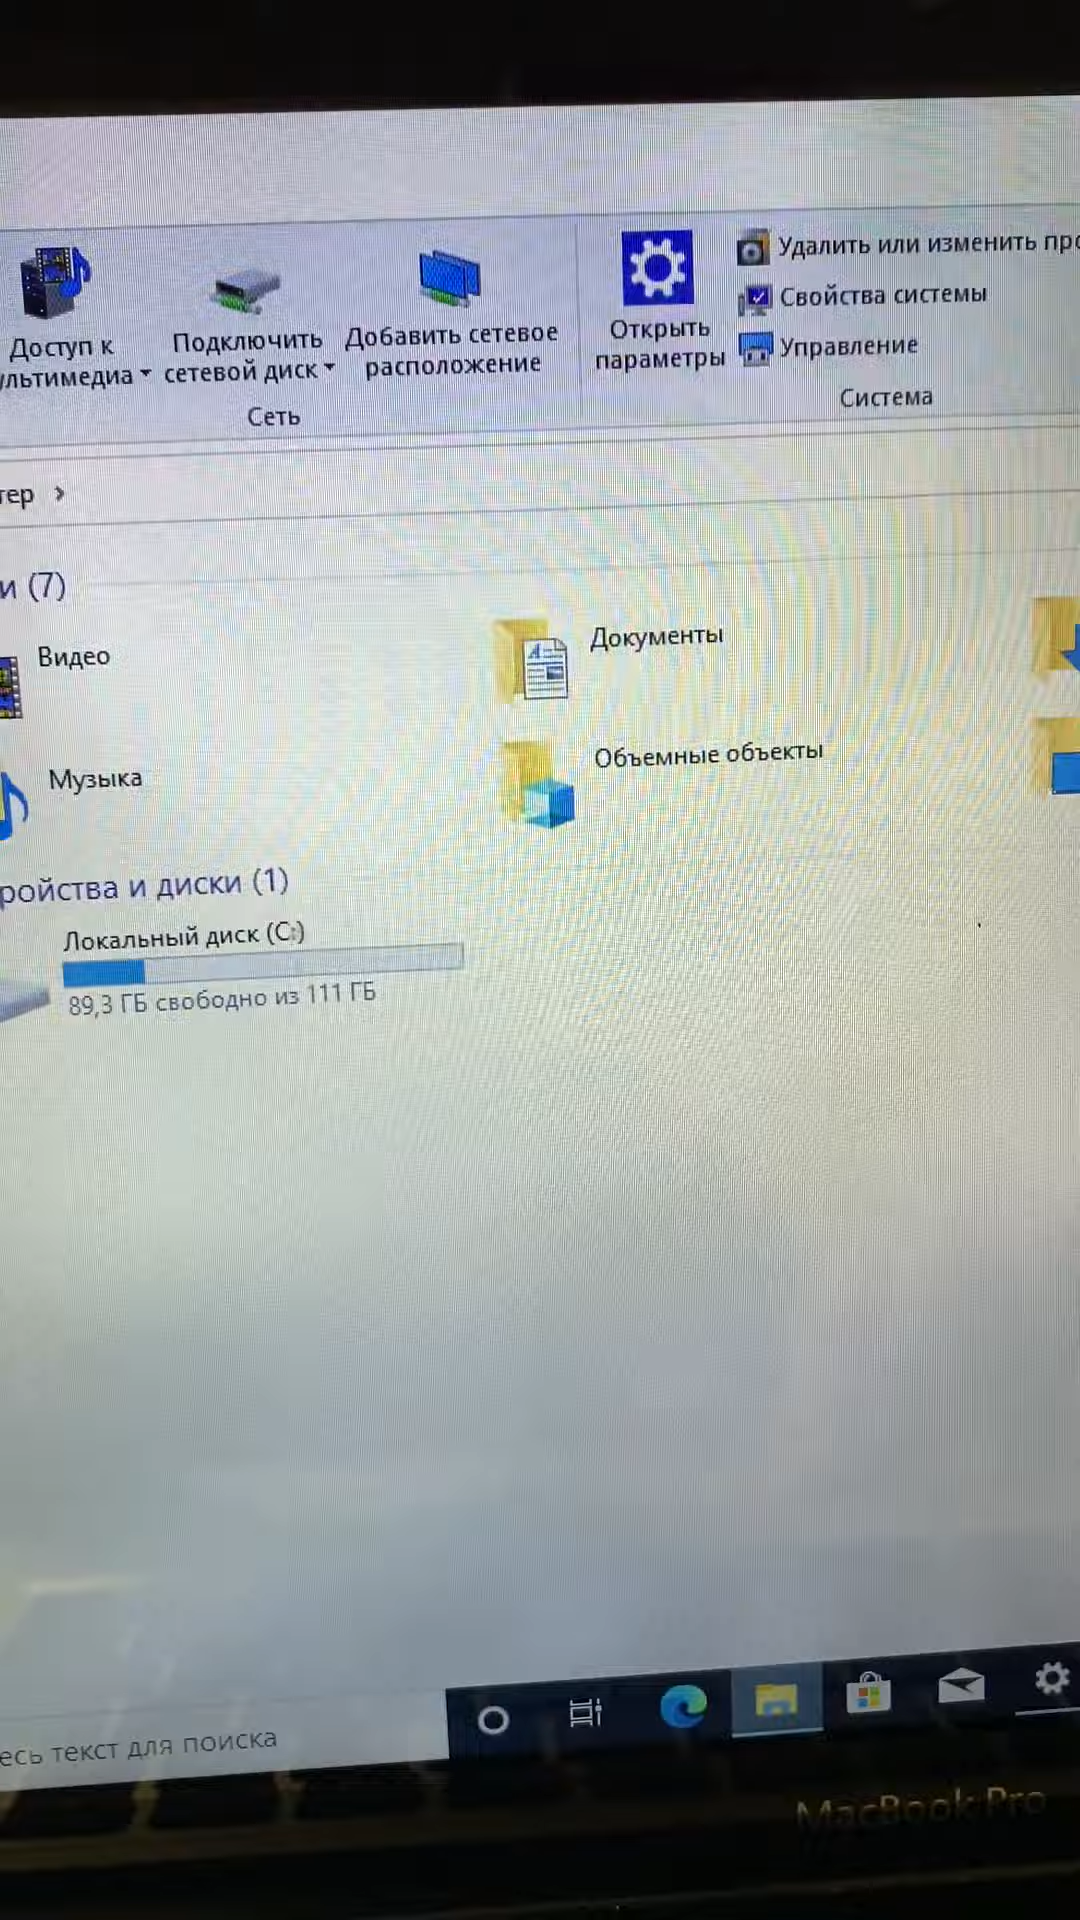 Доступ к
ультимедиа
Подключить
сетевой диск
Добавить сетевое
расположение
Сеть
Открыть
параметры
Удалить или изменить про
Свойства системы
Управление
Система
тер >
и (7)
Видео
Документы
Музыка
Объемные объекты
ройства и диски (1)
Локальный диск (C:)
89,3 ГБ свободно из 111 ГБ
есь текст для поиска
MacBook Pro